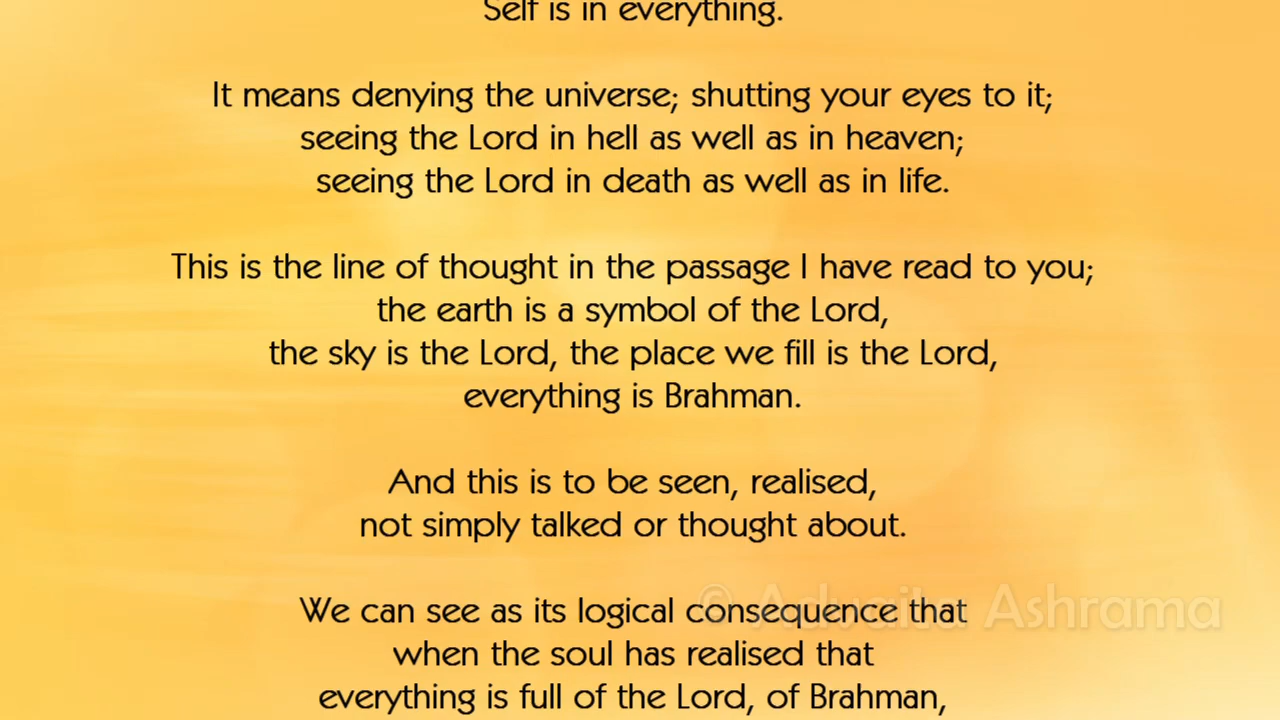 Self is in everything.
It means denying the universe; shutting your eyes to it;
seeing the Lord in hell as well as in heaven;
seeing the Lord in death as well as in life.
This is the line of thought in the passage I have read to you;
the earth is a symbol of the Lord,
the sky is the Lord, the place we fill is the Lord,
everything is Brahman.
And this is to be seen, realised,
not simply talked or thought about.
We can see as its logical consequence that
© Advaita Ashrama
when the soul has realised that
everything is full of the Lord, of Brahman,